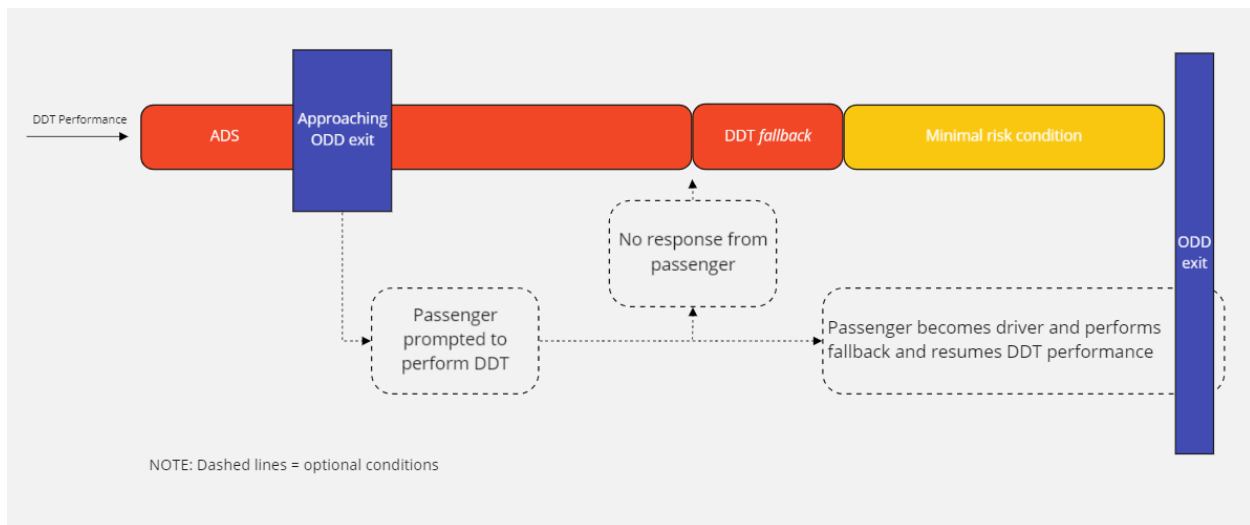 DDT Performance
ADS
Approaching
ODD exit
DDT fallback
Minimal risk condition
No response from
passenger
ODD
exit
Passenger
prompted to
perform DDT
Passenger becomes driver and performs
fallback and resumes DDT performance
NOTE: Dashed lines = optional conditions